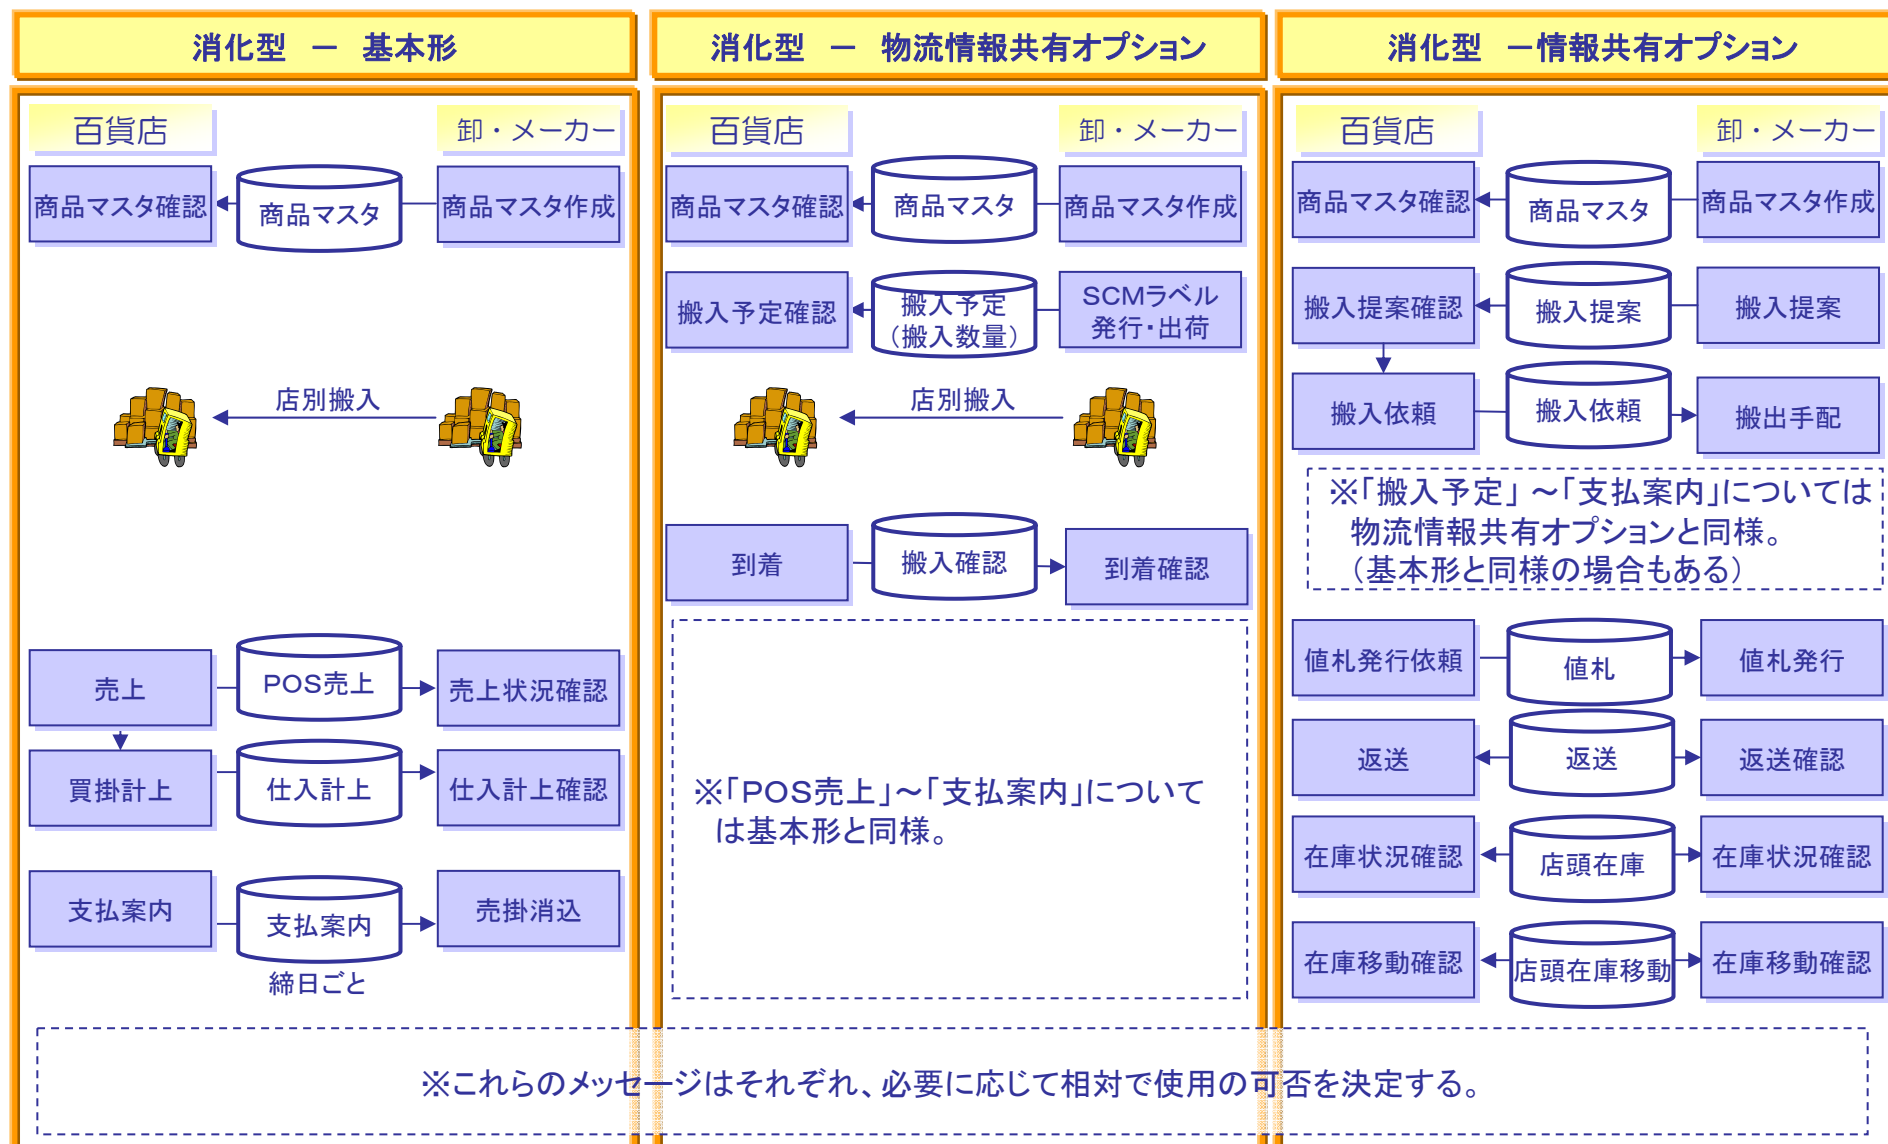 消化型 － 基本形
百貨店
卸・メーカー
商品マスタ確認
商品マスタ
商品マスタ作成
店別搬入
売上
POS売上
売上状況確認
買掛計上
仕入計上
仕入計上確認
支払案内
支払案内
売掛消込
締日ごと
消化型 － 物流情報共有オプション
百貨店
卸・メーカー
商品マスタ確認
商品マスタ
商品マスタ作成
搬入予定確認
搬入予定
（搬入数量）
SCMラベル
発行・出荷
店別搬入
到着
搬入確認
到着確認
※「POS売上」～「支払案内」について
は基本形と同様。
消化型 －情報共有オプション
百貨店
卸・メーカー
商品マスタ確認
商品マスタ
商品マスタ作成
搬入提案確認
搬入提案
搬入提案
搬入依頼
搬入依頼
搬出手配
※「搬入予定」～「支払案内」については
物流情報共有オプションと同様。
（基本形と同様の場合もある）
値札発行依頼
値札
値札発行
返送
返送
返送確認
在庫状況確認
店頭在庫
在庫状況確認
在庫移動確認
店頭在庫移動
在庫移動確認
※これらのメッセージはそれぞれ、必要に応じて相対で使用の可否を決定する。